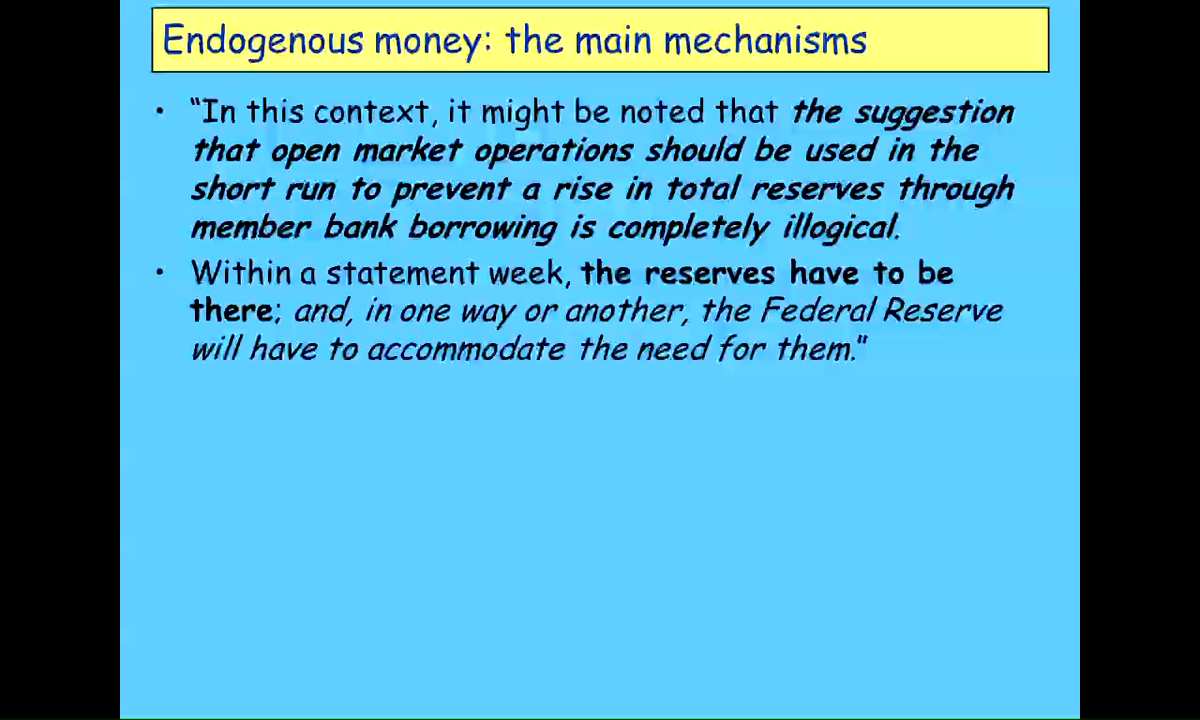 Endogenous money: the main mechanisms
• “In this context, it might be noted that the suggestion
that open market operations should be used in the
short run to prevent a rise in total reserves through
member bank borrowing is completely illogical.
• Within a statement week, the reserves have to be
there; and, in one way or another, the Federal Reserve
will have to accommodate the need for them.”